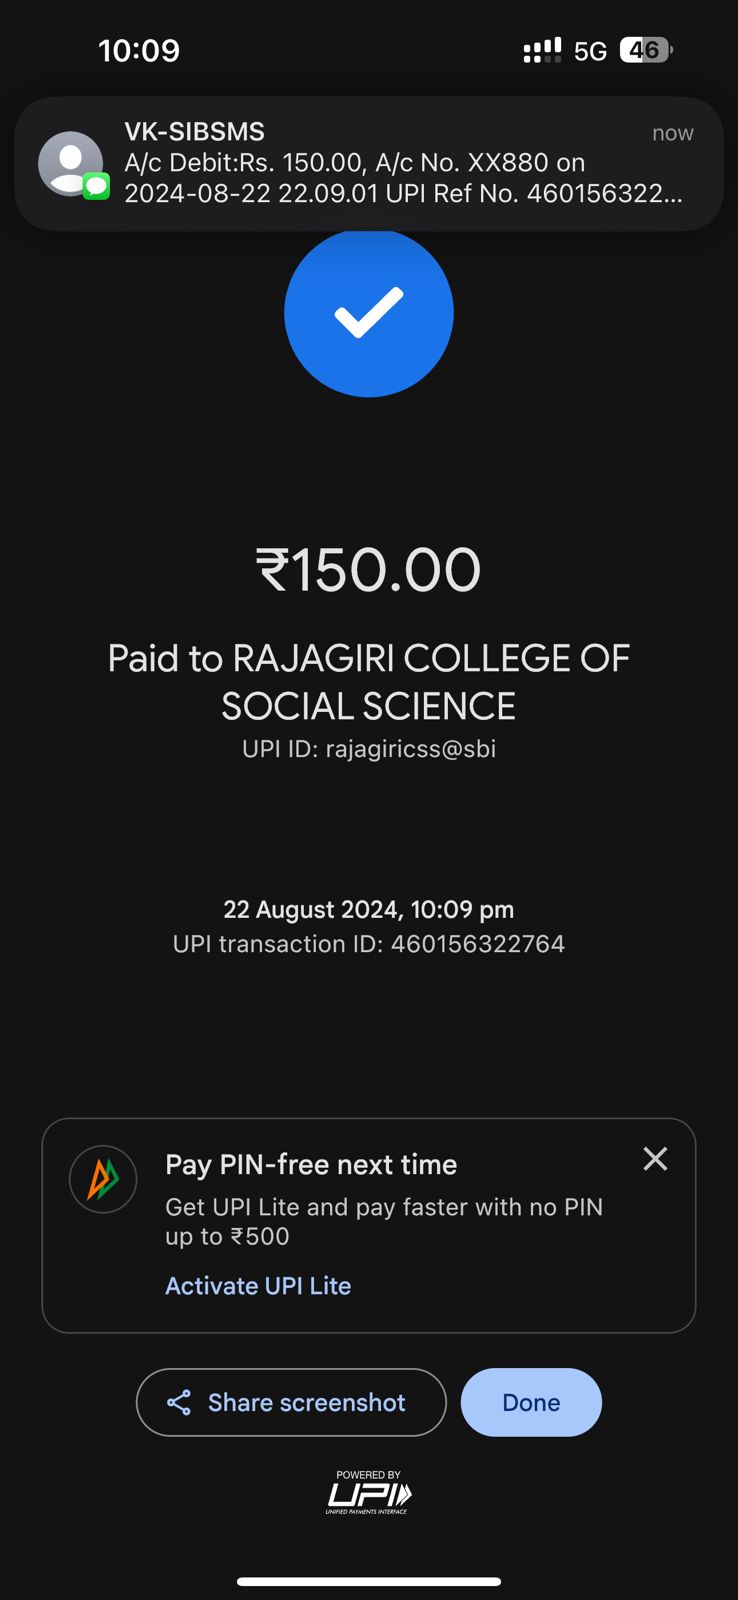 10:09
5G 46
VK-SIBSMS
now
A/c Debit:Rs. 150.00, A/c No. XX880 on
2024-08-22 22.09.01 UPI Ref No. 460156322...
₹150.00
Paid to RAJAGIRI COLLEGE OF
SOCIAL SCIENCE
UPI ID: rajagiricss@sbi
22 August 2024, 10:09 pm
UPI transaction ID: 460156322764
Pay PIN-free next time
Get UPI Lite and pay faster with no PIN
up to ₹500
Activate UPI Lite
Share screenshot
Done
POWERED BY
UPI
UNIFIED PAYMENTS INTERFACE